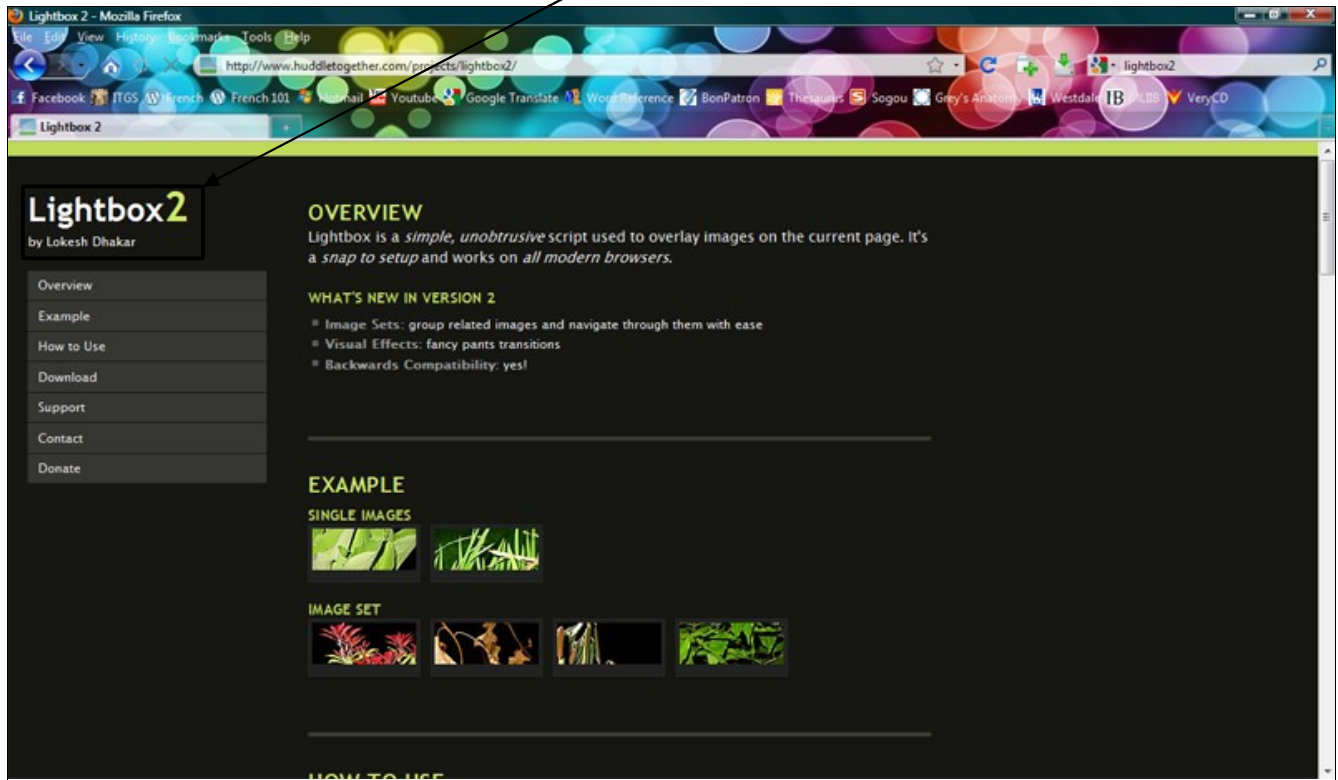 Lightbox 2 - Mozilla Firefox
File Edit View History Bookmarks Tools Help
http://www.huddletogether.com/projects/lightbox2/
lightbox2
Facebook ITGS French French 101 Hotmail Youtube Google Translate Word Reference BonPatron Thesaurus Sogou Grey's Anatomy Westdale IB VeryCD
Lightbox 2
Lightbox2
by Lokesh Dhakar
Overview
Example
How to Use
Download
Support
Contact
Donate
OVERVIEW
Lightbox is a simple, unobtrusive script used to overlay images on the current page. It's
a snap to setup and works on all modern browsers.
WHAT'S NEW IN VERSION 2
Image Sets: group related images and navigate through them with ease
Visual Effects: fancy pants transitions
Backwards Compatibility: yes!
EXAMPLE
SINGLE IMAGES
IMAGE SET
HOW TO USE